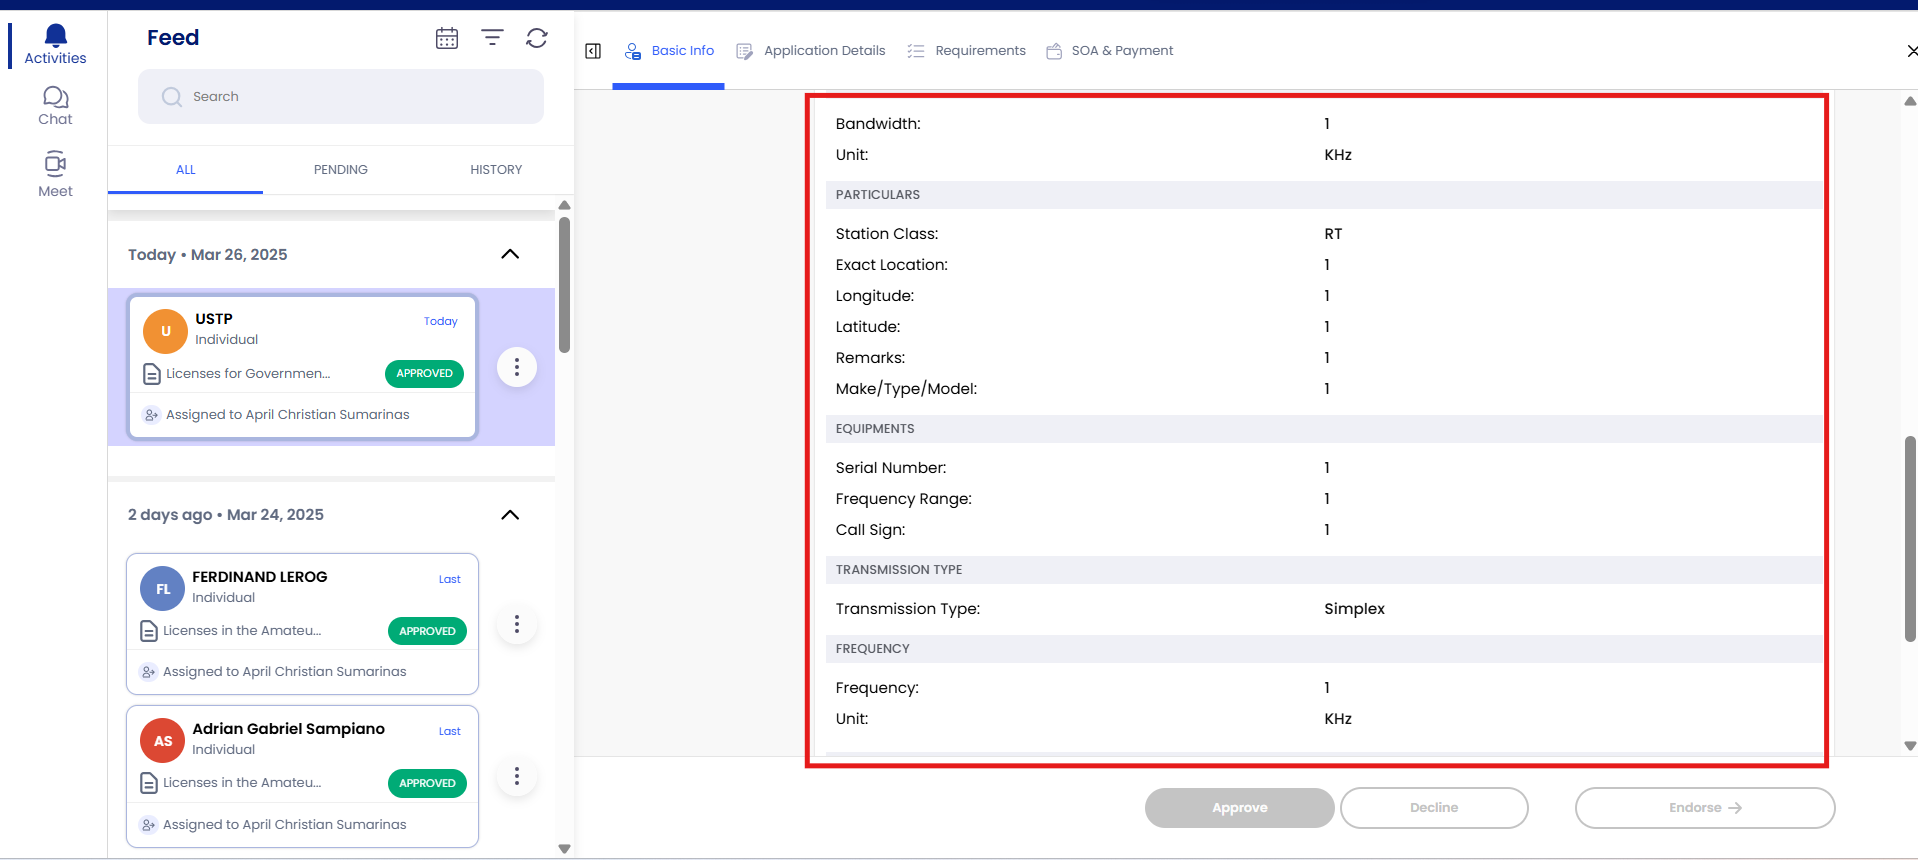 Activities
Chat
Meet
Feed
Search
ALL
PENDING
HISTORY
Today • Mar 26, 2025
U
USTP
Today
Individual
Licenses for Governmen...
APPROVED
Assigned to April Christian Sumarinas
2 days ago • Mar 24, 2025
FL
FERDINAND LEROG
Last
Individual
Licenses in the Amateu...
APPROVED
Assigned to April Christian Sumarinas
AS
Adrian Gabriel Sampiano
Last
Individual
Licenses in the Amateu...
APPROVED
Assigned to April Christian Sumarinas
Basic Info
Application Details
Requirements
SOA & Payment
Bandwidth: 1
Unit: KHz
PARTICULARS
Station Class: RT
Exact Location: 1
Longitude: 1
Latitude: 1
Remarks: 1
Make/Type/Model: 1
EQUIPMENTS
Serial Number: 1
Frequency Range: 1
Call Sign: 1
TRANSMISSION TYPE
Transmission Type: Simplex
FREQUENCY
Frequency: 1
Unit: KHz
Approve
Decline
Endorse